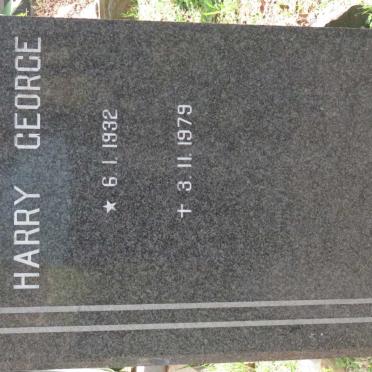 HARRY GEORGE
★ 6.1.1932
✝ 3.11.1979